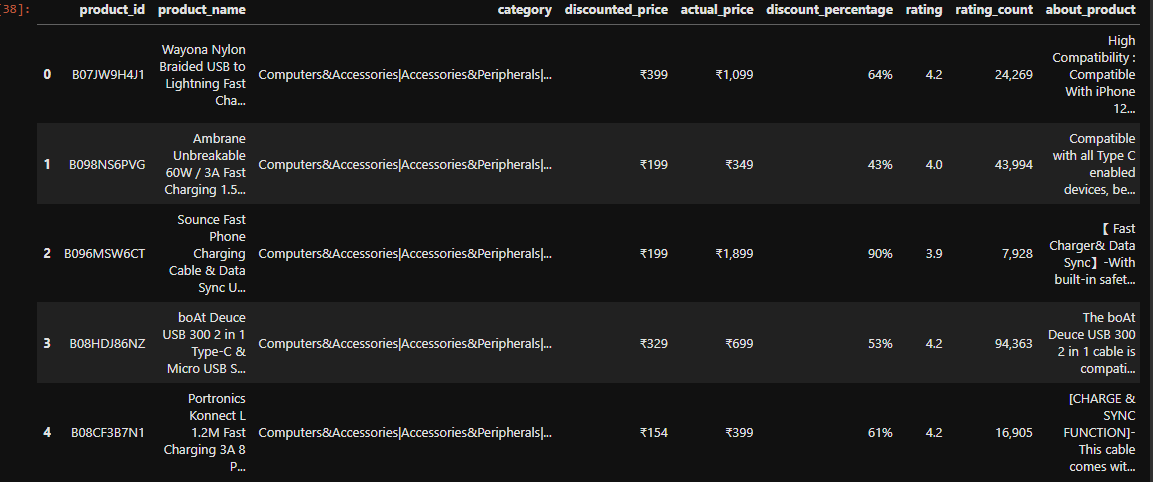 [38]:
product_id product_name category discounted_price actual_price discount_percentage rating rating_count about_product
0 B07JW9H4J1 Wayona Nylon
Braided USB to
Lightning Fast
Cha... Computers&Accessories|Accessories&Peripherals|... ₹399 ₹1,099 64% 4.2 24,269 High
Compatibility :
Compatible
With iPhone
12...
1 B098NS6PVG Ambrane
Unbreakable
60W / 3A Fast
Charging 1.5... Computers&Accessories|Accessories&Peripherals|... ₹199 ₹349 43% 4.0 43,994 Compatible
with all Type C
enabled
devices, be...
2 B096MSW6CT Sounce Fast
Phone
Charging
Cable & Data
Sync U... Computers&Accessories|Accessories&Peripherals|... ₹199 ₹1,899 90% 3.9 7,928 【 Fast
Charger& Data
Sync】-With
built-in safet...
3 B08HDJ86NZ boAt Deuce
USB 300 2 in 1
Type-C &
Micro USB S... Computers&Accessories|Accessories&Peripherals|... ₹329 ₹699 53% 4.2 94,363 The boAt
Deuce USB 300
2 in 1 cable is
compati...
4 B08CF3B7N1 Portronics
Konnect L
1.2M Fast
Charging 3A 8
P... Computers&Accessories|Accessories&Peripherals|... ₹154 ₹399 61% 4.2 16,905 [CHARGE &
SYNC
FUNCTION]-
This cable
comes wit...